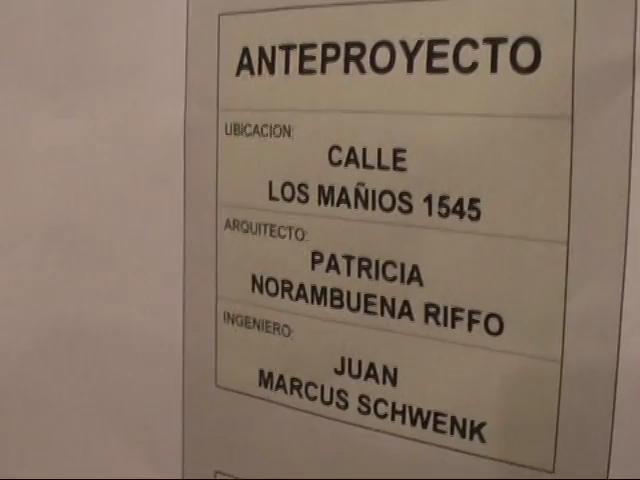 ANTEPROYECTO
UBICACION:
CALLE
LOS MAÑIOS 1545
ARQUITECTO:
PATRICIA
NORAMBUENA RIFFO
INGENIERO:
JUAN
MARCUS SCHWENK